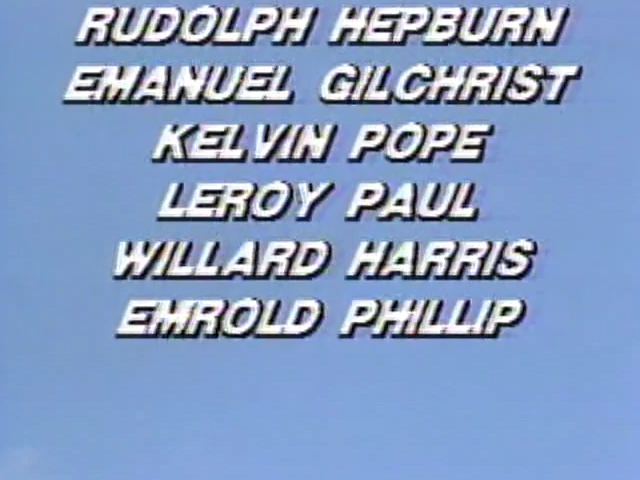 RUDOLPH HEPBURN
EMANUEL GILCHRIST
KELVIN POPE
LEROY PAUL
WILLARD HARRIS
EMROLD PHILLIP